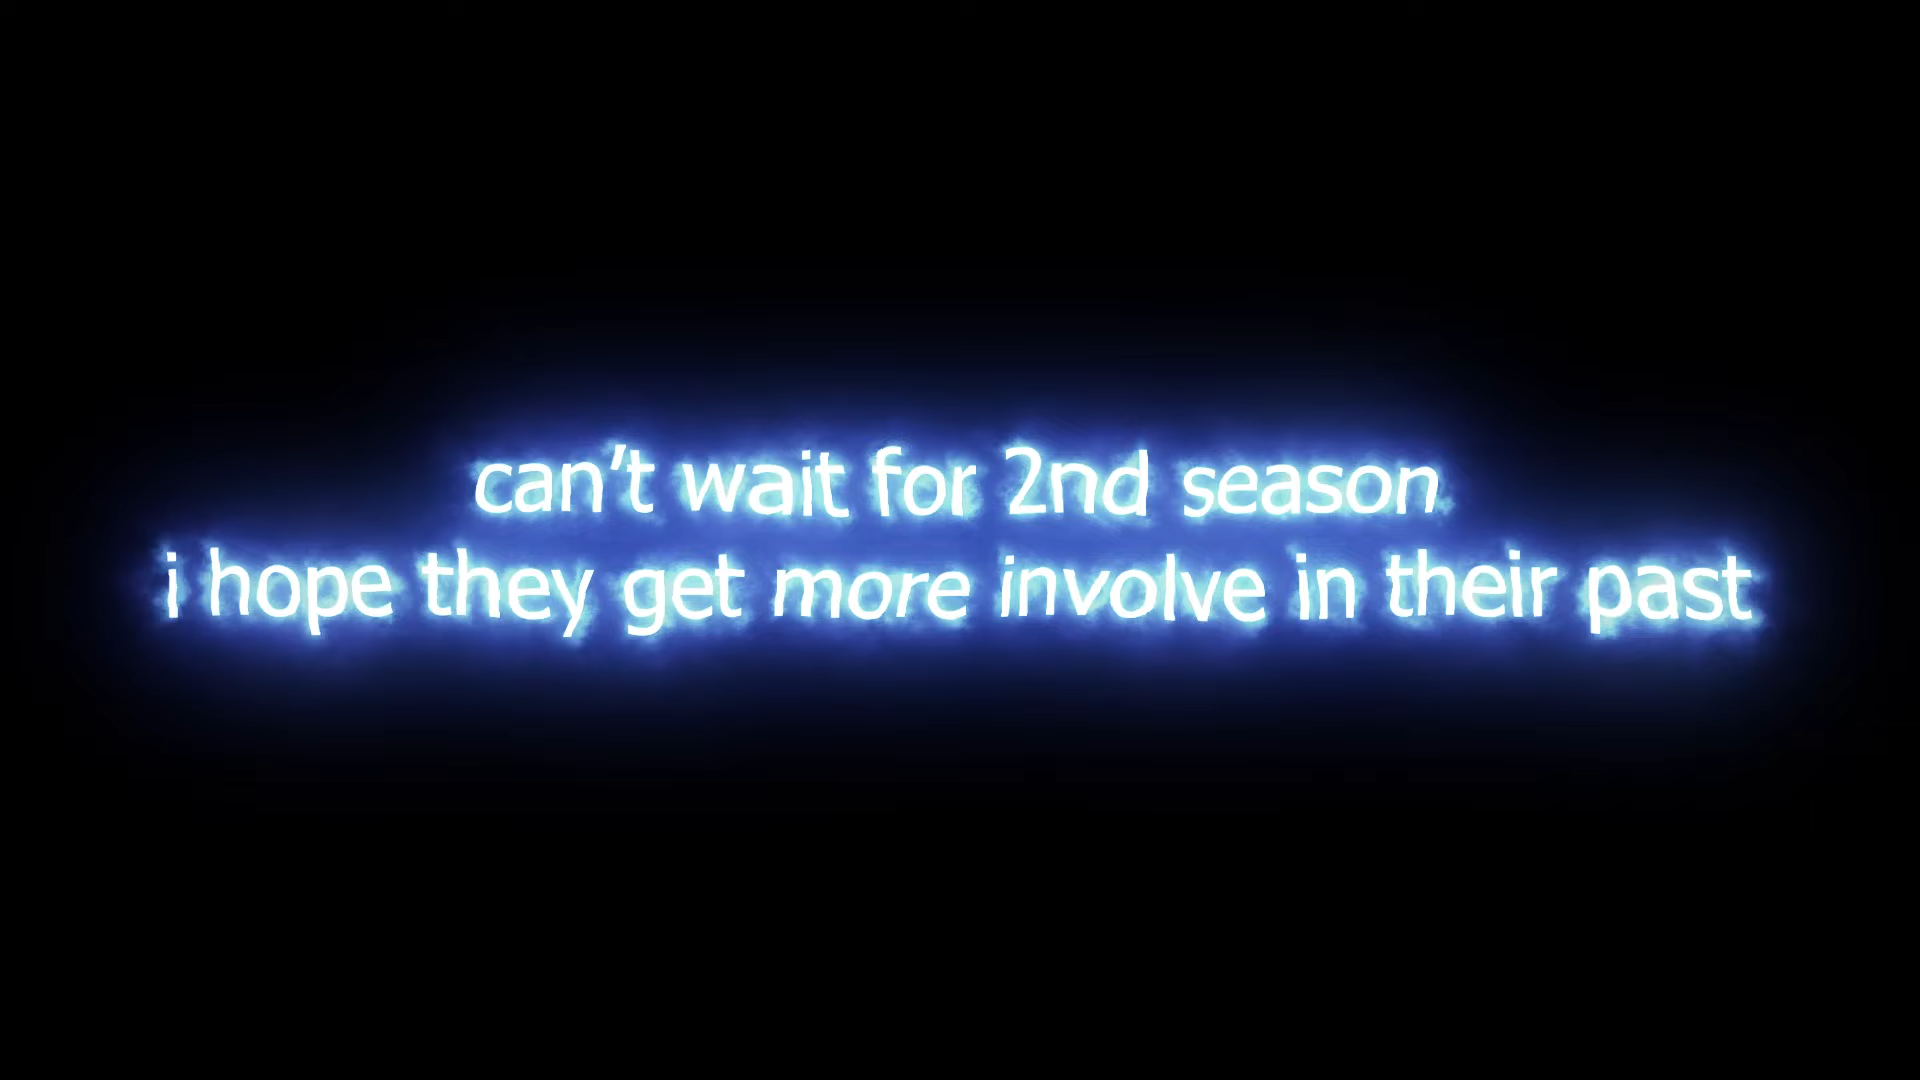 can’t wait for 2nd season
i hope they get more involve in their past